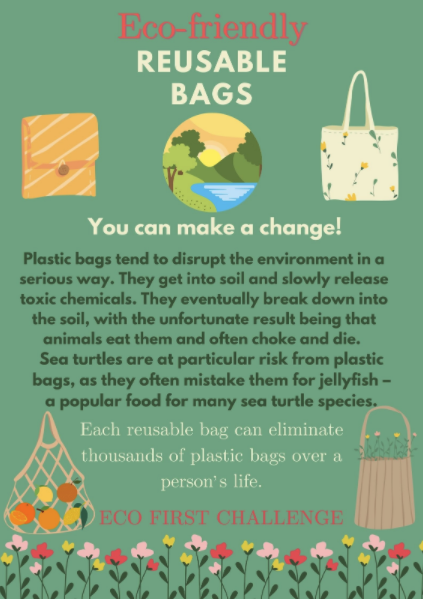 Eco-friendly
REUSABLE
BAGS
You can make a change!
Plastic bags tend to disrupt the environment in a
serious way. They get into soil and slowly release
toxic chemicals. They eventually break down into
the soil, with the unfortunate result being that
animals eat them and often choke and die.
Sea turtles are at particular risk from plastic
bags, as they often mistake them for jellyfish –
a popular food for many sea turtle species.
Each reusable bag can eliminate
thousands of plastic bags over a
person's life.
ECO FIRST CHALLENGE